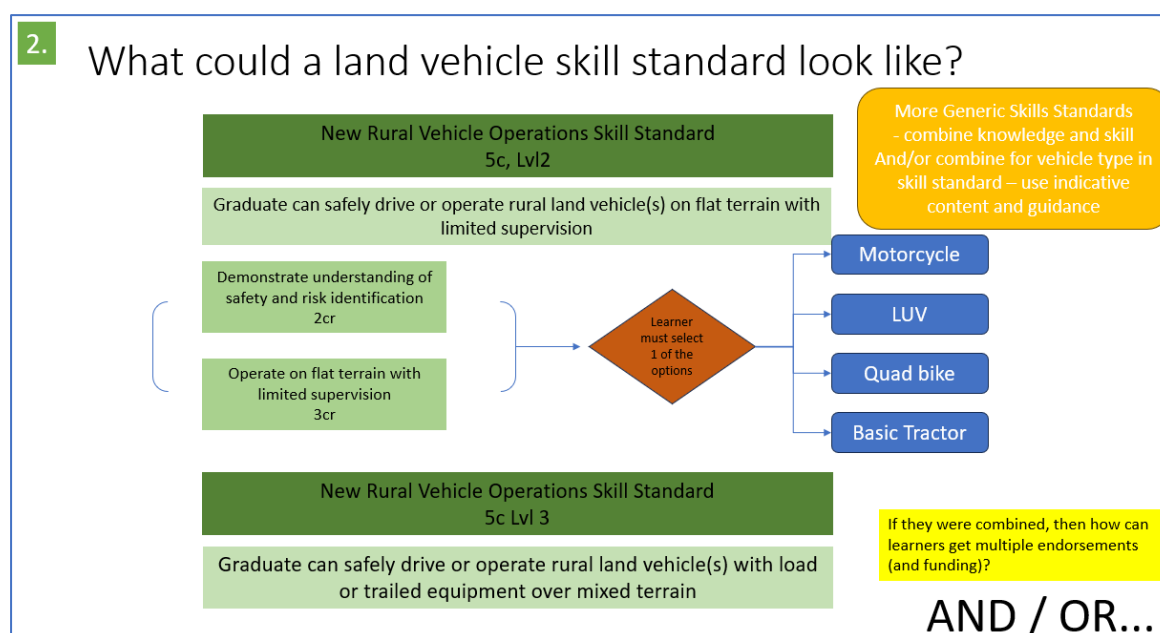 2.
What could a land vehicle skill standard look like?
More Generic Skills Standards
- combine knowledge and skill
And/or combine for vehicle type in
skill standard – use indicative
content and guidance
New Rural Vehicle Operations Skill Standard
5c, Lvl2
Graduate can safely drive or operate rural land vehicle(s) on flat terrain with
limited supervision
Demonstrate understanding of
safety and risk identification
2cr
Operate on flat terrain with
limited supervision
3cr
Learner
must select
1 of the
options
Motorcycle
LUV
Quad bike
Basic Tractor
New Rural Vehicle Operations Skill Standard
5c Lvl 3
Graduate can safely drive or operate rural land vehicle(s) with load
or trailed equipment over mixed terrain
If they were combined, then how can
learners get multiple endorsements
(and funding)?
AND / OR...